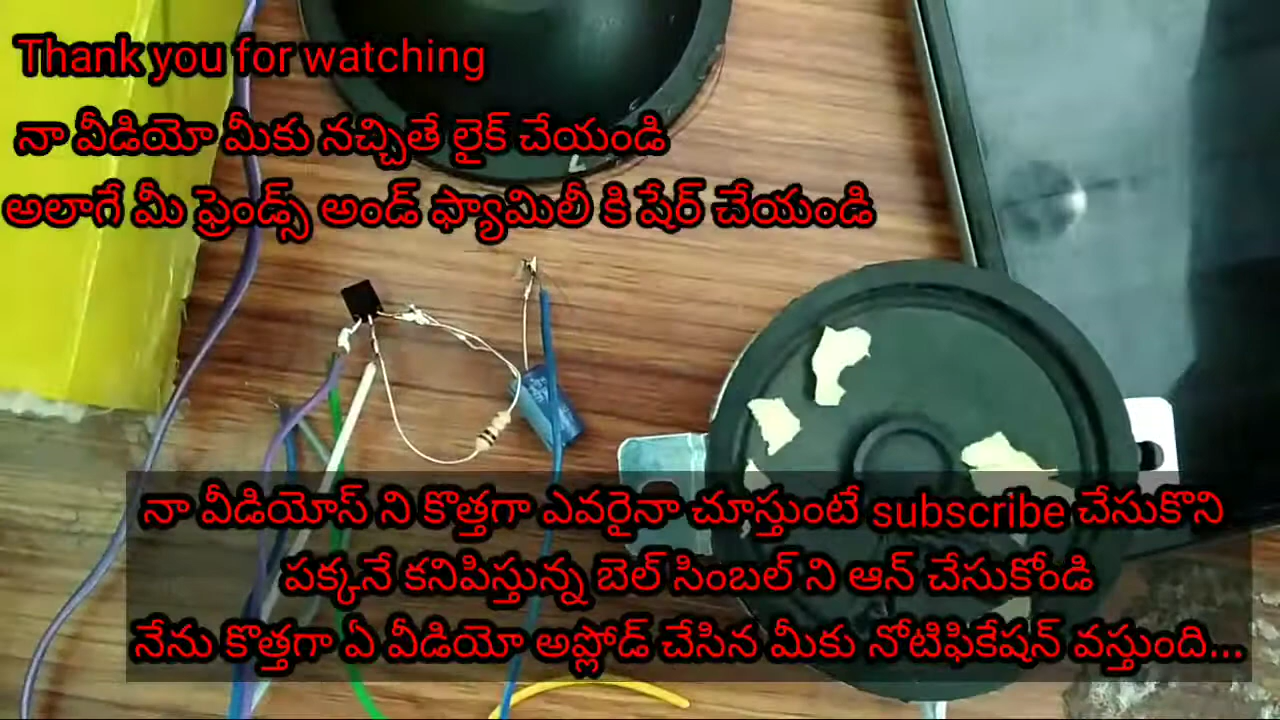 Thank you for watching
నా వీడియో మీకు నచ్చితే లైక్ చేయండి
అలాగే మీ ఫ్రెండ్స్ అండ్ ఫ్యామిలీ కి షేర్ చేయండి
నా వీడియోస్ ని కొత్తగా ఎవరైనా చూస్తుంటే subscribe చేసుకొని
పక్కనే కనిపిస్తున్న బెల్ సింబల్ ని ఆన్ చేసుకోండి
నేను కొత్తగా ఏ వీడియో అప్లోడ్ చేసిన మీకు నోటిఫికేషన్ వస్తుంది...